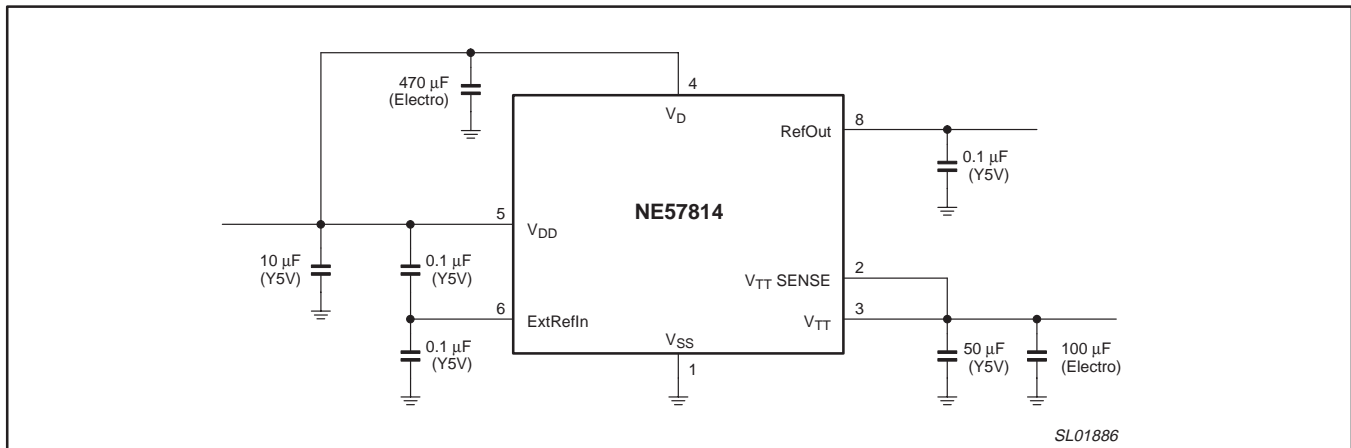 470 μF
(Electro)
4
V_D
RefOut
8
0.1 μF
(Y5V)
NE57814
5
V_DD
10 μF
(Y5V)
0.1 μF
(Y5V)
V_TT SENSE
2
6
ExtRefIn
V_TT
3
0.1 μF
(Y5V)
V_SS
1
50 μF
(Y5V)
100 μF
(Electro)
SL01886